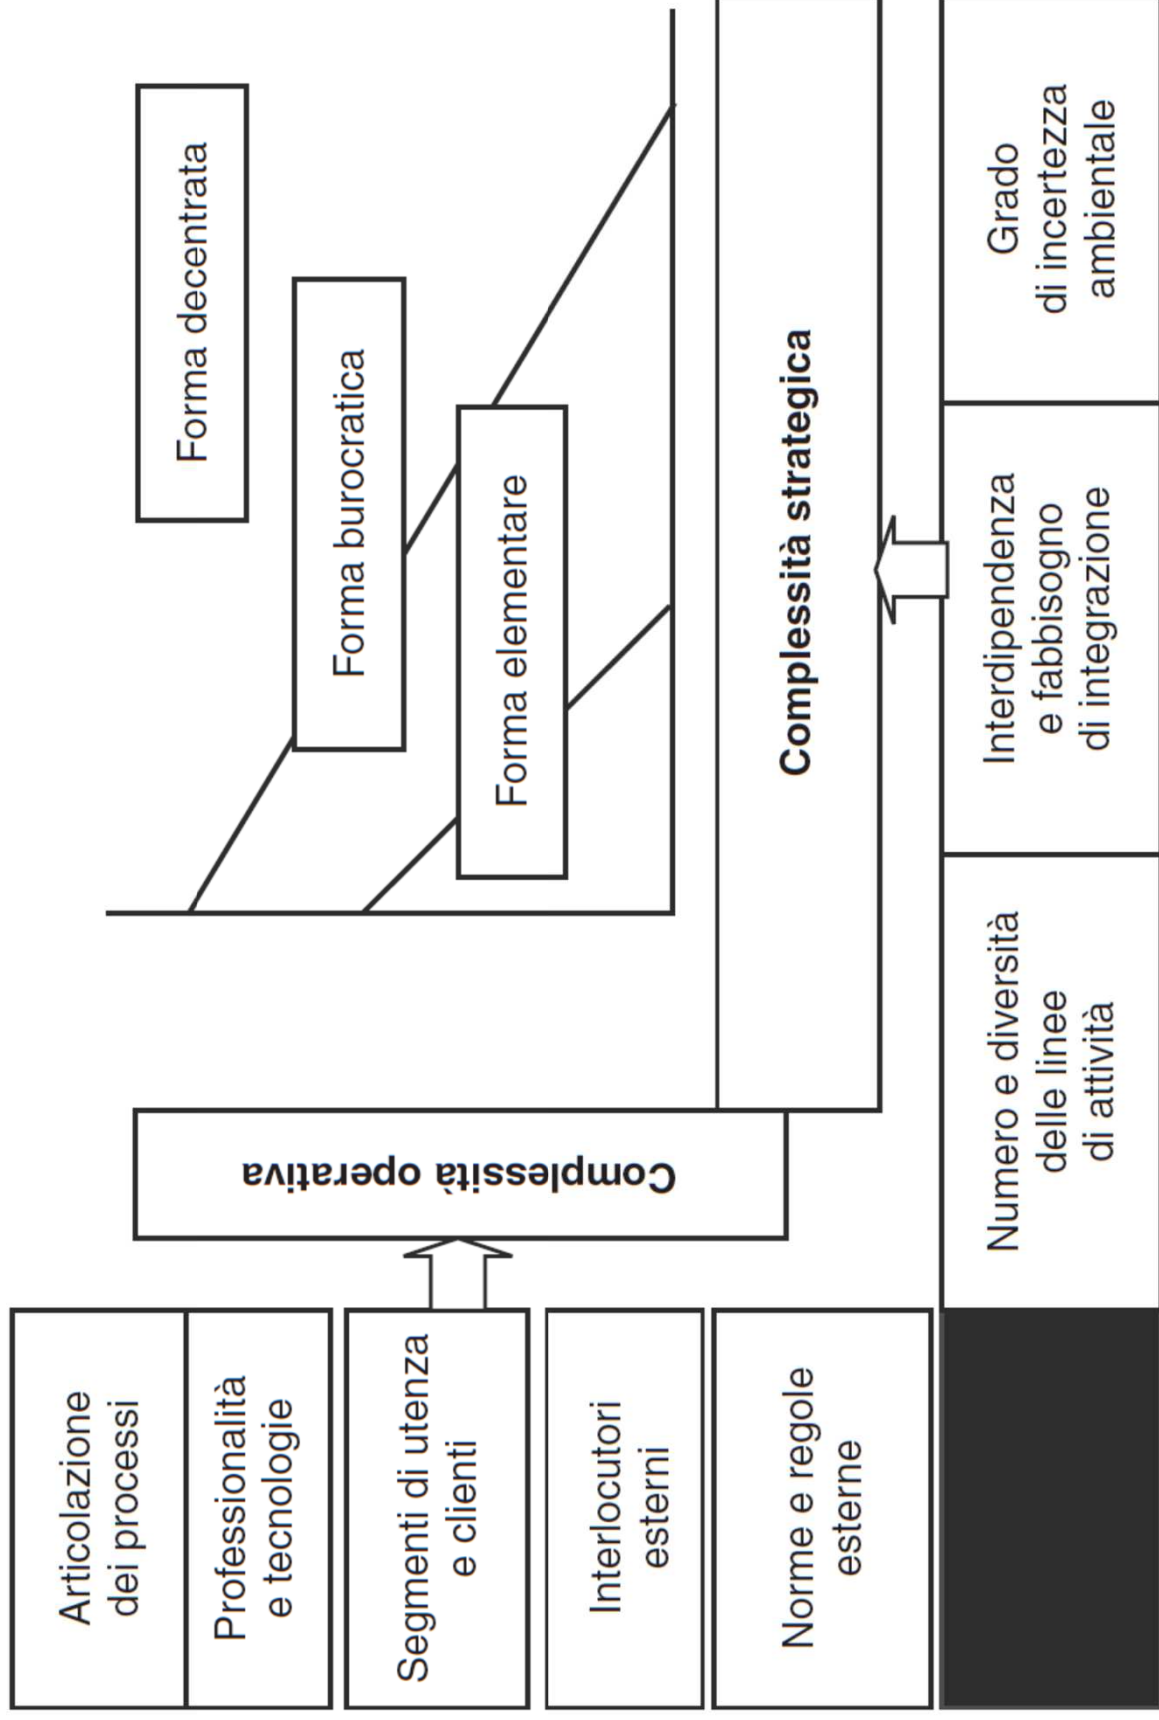 Articolazione
dei processi
Professionalità
e tecnologie
Segmenti di utenza
e clienti
Interlocutori
esterni
Norme e regole
esterne
Complessità operativa
Forma decentrata
Forma burocratica
Forma elementare
Complessità strategica
Numero e diversità
delle linee
di attività
Interdipendenza
e fabbisogno
di integrazione
Grado
di incertezza
ambientale